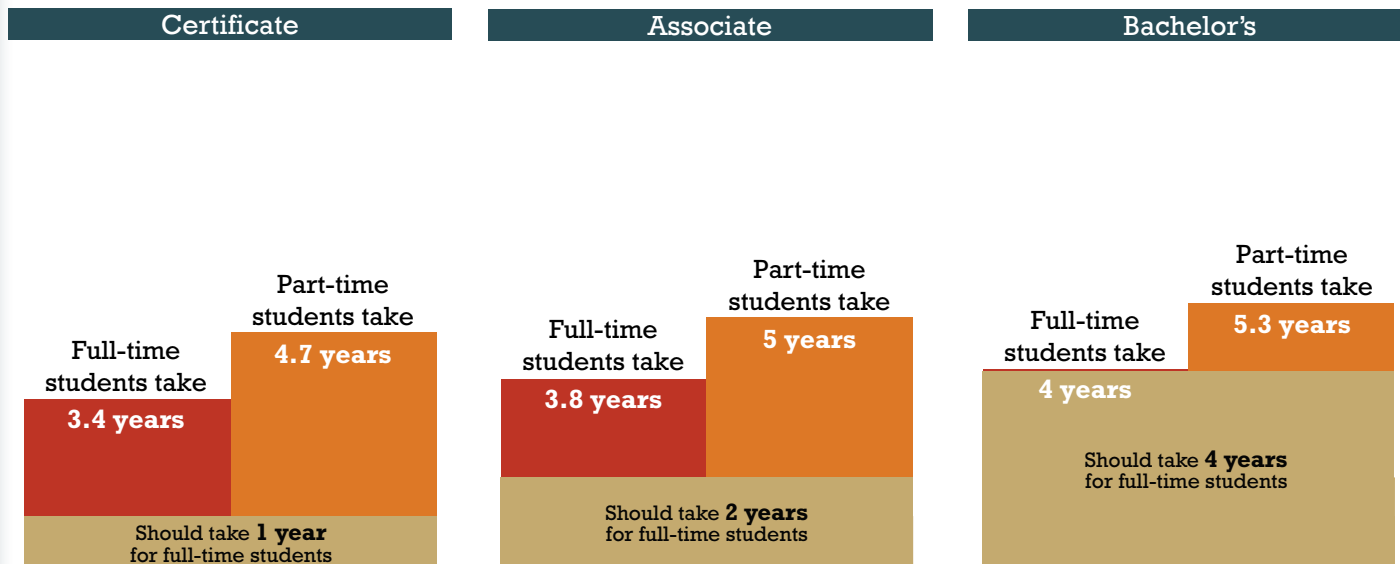 Certificate
Full-time
students take
3.4 years
Part-time
students take
4.7 years
Should take 1 year
for full-time students
Associate
Full-time
students take
3.8 years
Part-time
students take
5 years
Should take 2 years
for full-time students
Bachelor’s
Full-time
students take
4 years
Part-time
students take
5.3 years
Should take 4 years
for full-time students